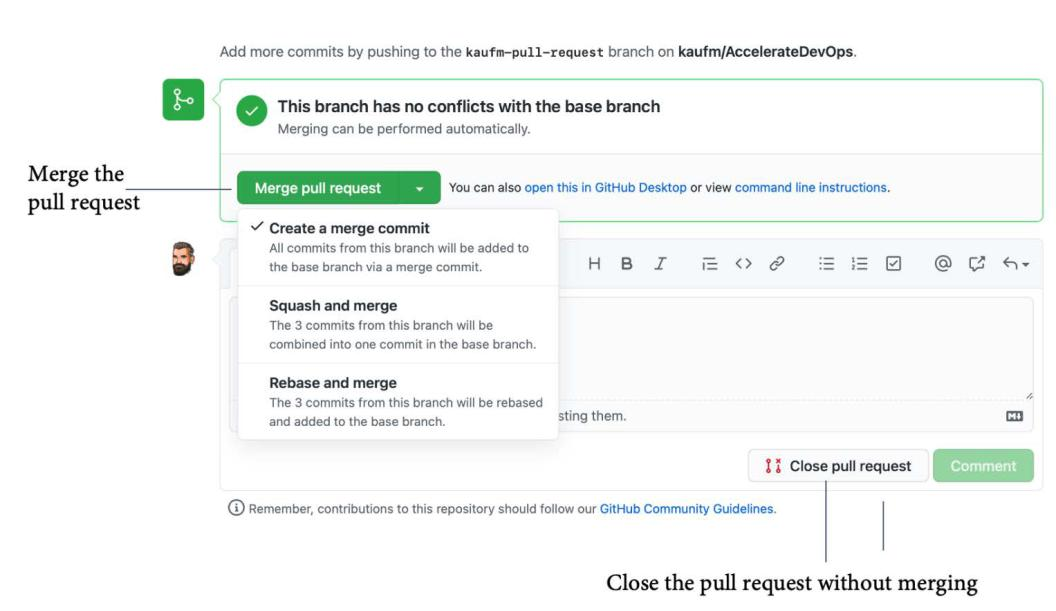 Add more commits by pushing to the kaufm-pull-request branch on kaufm/AccelerateDevOps.
This branch has no conflicts with the base branch
Merging can be performed automatically.
Merge the
pull request
Merge pull request
You can also open this in GitHub Desktop or view command line instructions.
Create a merge commit
All commits from this branch will be added to
the base branch via a merge commit.
H B I
Squash and merge
The 3 commits from this branch will be
combined into one commit in the base branch.
Rebase and merge
The 3 commits from this branch will be rebased
and added to the base branch.
sting them.
Close pull request
Comment
Remember, contributions to this repository should follow our GitHub Community Guidelines.
Close the pull request without merging